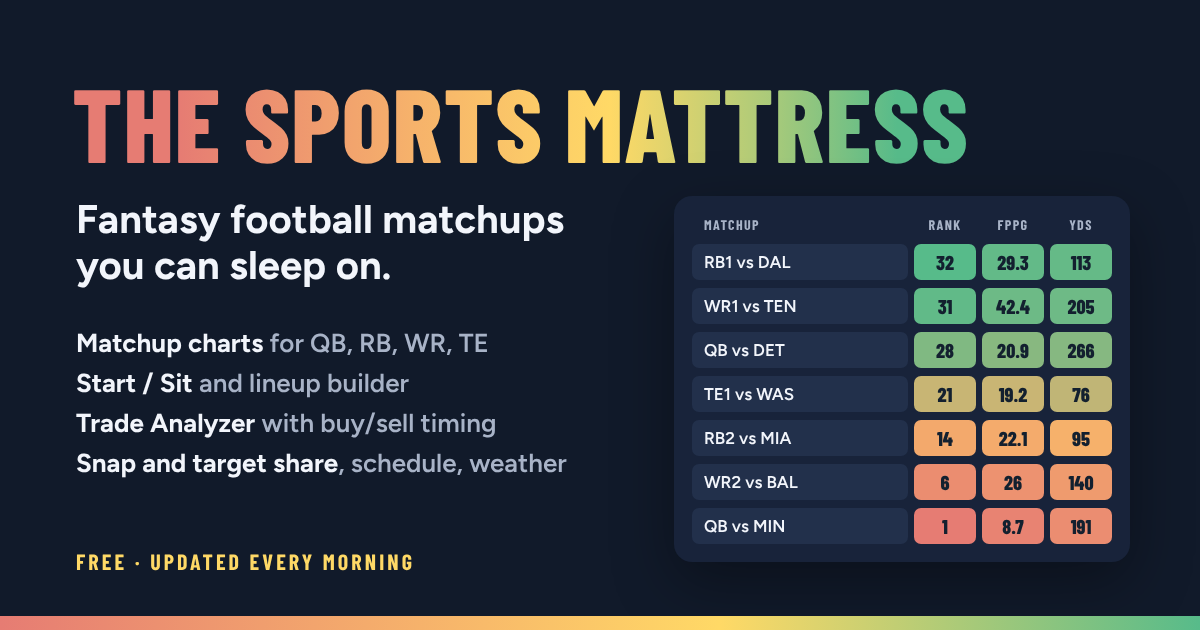 THE SPORTS MATTRESS
Fantasy football matchups
you can sleep on.
Matchup charts for QB, RB, WR, TE
Start / Sit and lineup builder
Trade Analyzer with buy/sell timing
Snap and target share, schedule, weather
FREE · UPDATED EVERY MORNING
MATCHUP RANK FPPG YDS
RB1 vs DAL 32 29.3 113
WR1 vs TEN 31 42.4 205
QB vs DET 28 20.9 266
TE1 vs WAS 21 19.2 76
RB2 vs MIA 14 22.1 95
WR2 vs BAL 6 26 140
QB vs MIN 1 8.7 191